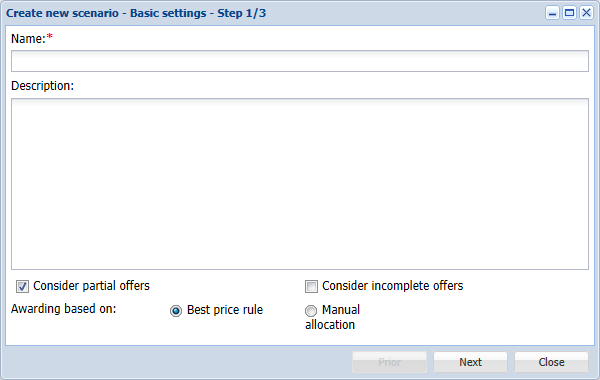 Create new scenario - Basic settings - Step 1/3
Name:*
Description:
Consider partial offers
Consider incomplete offers
Awarding based on:
Best price rule
Manual
allocation
Prior
Next
Close